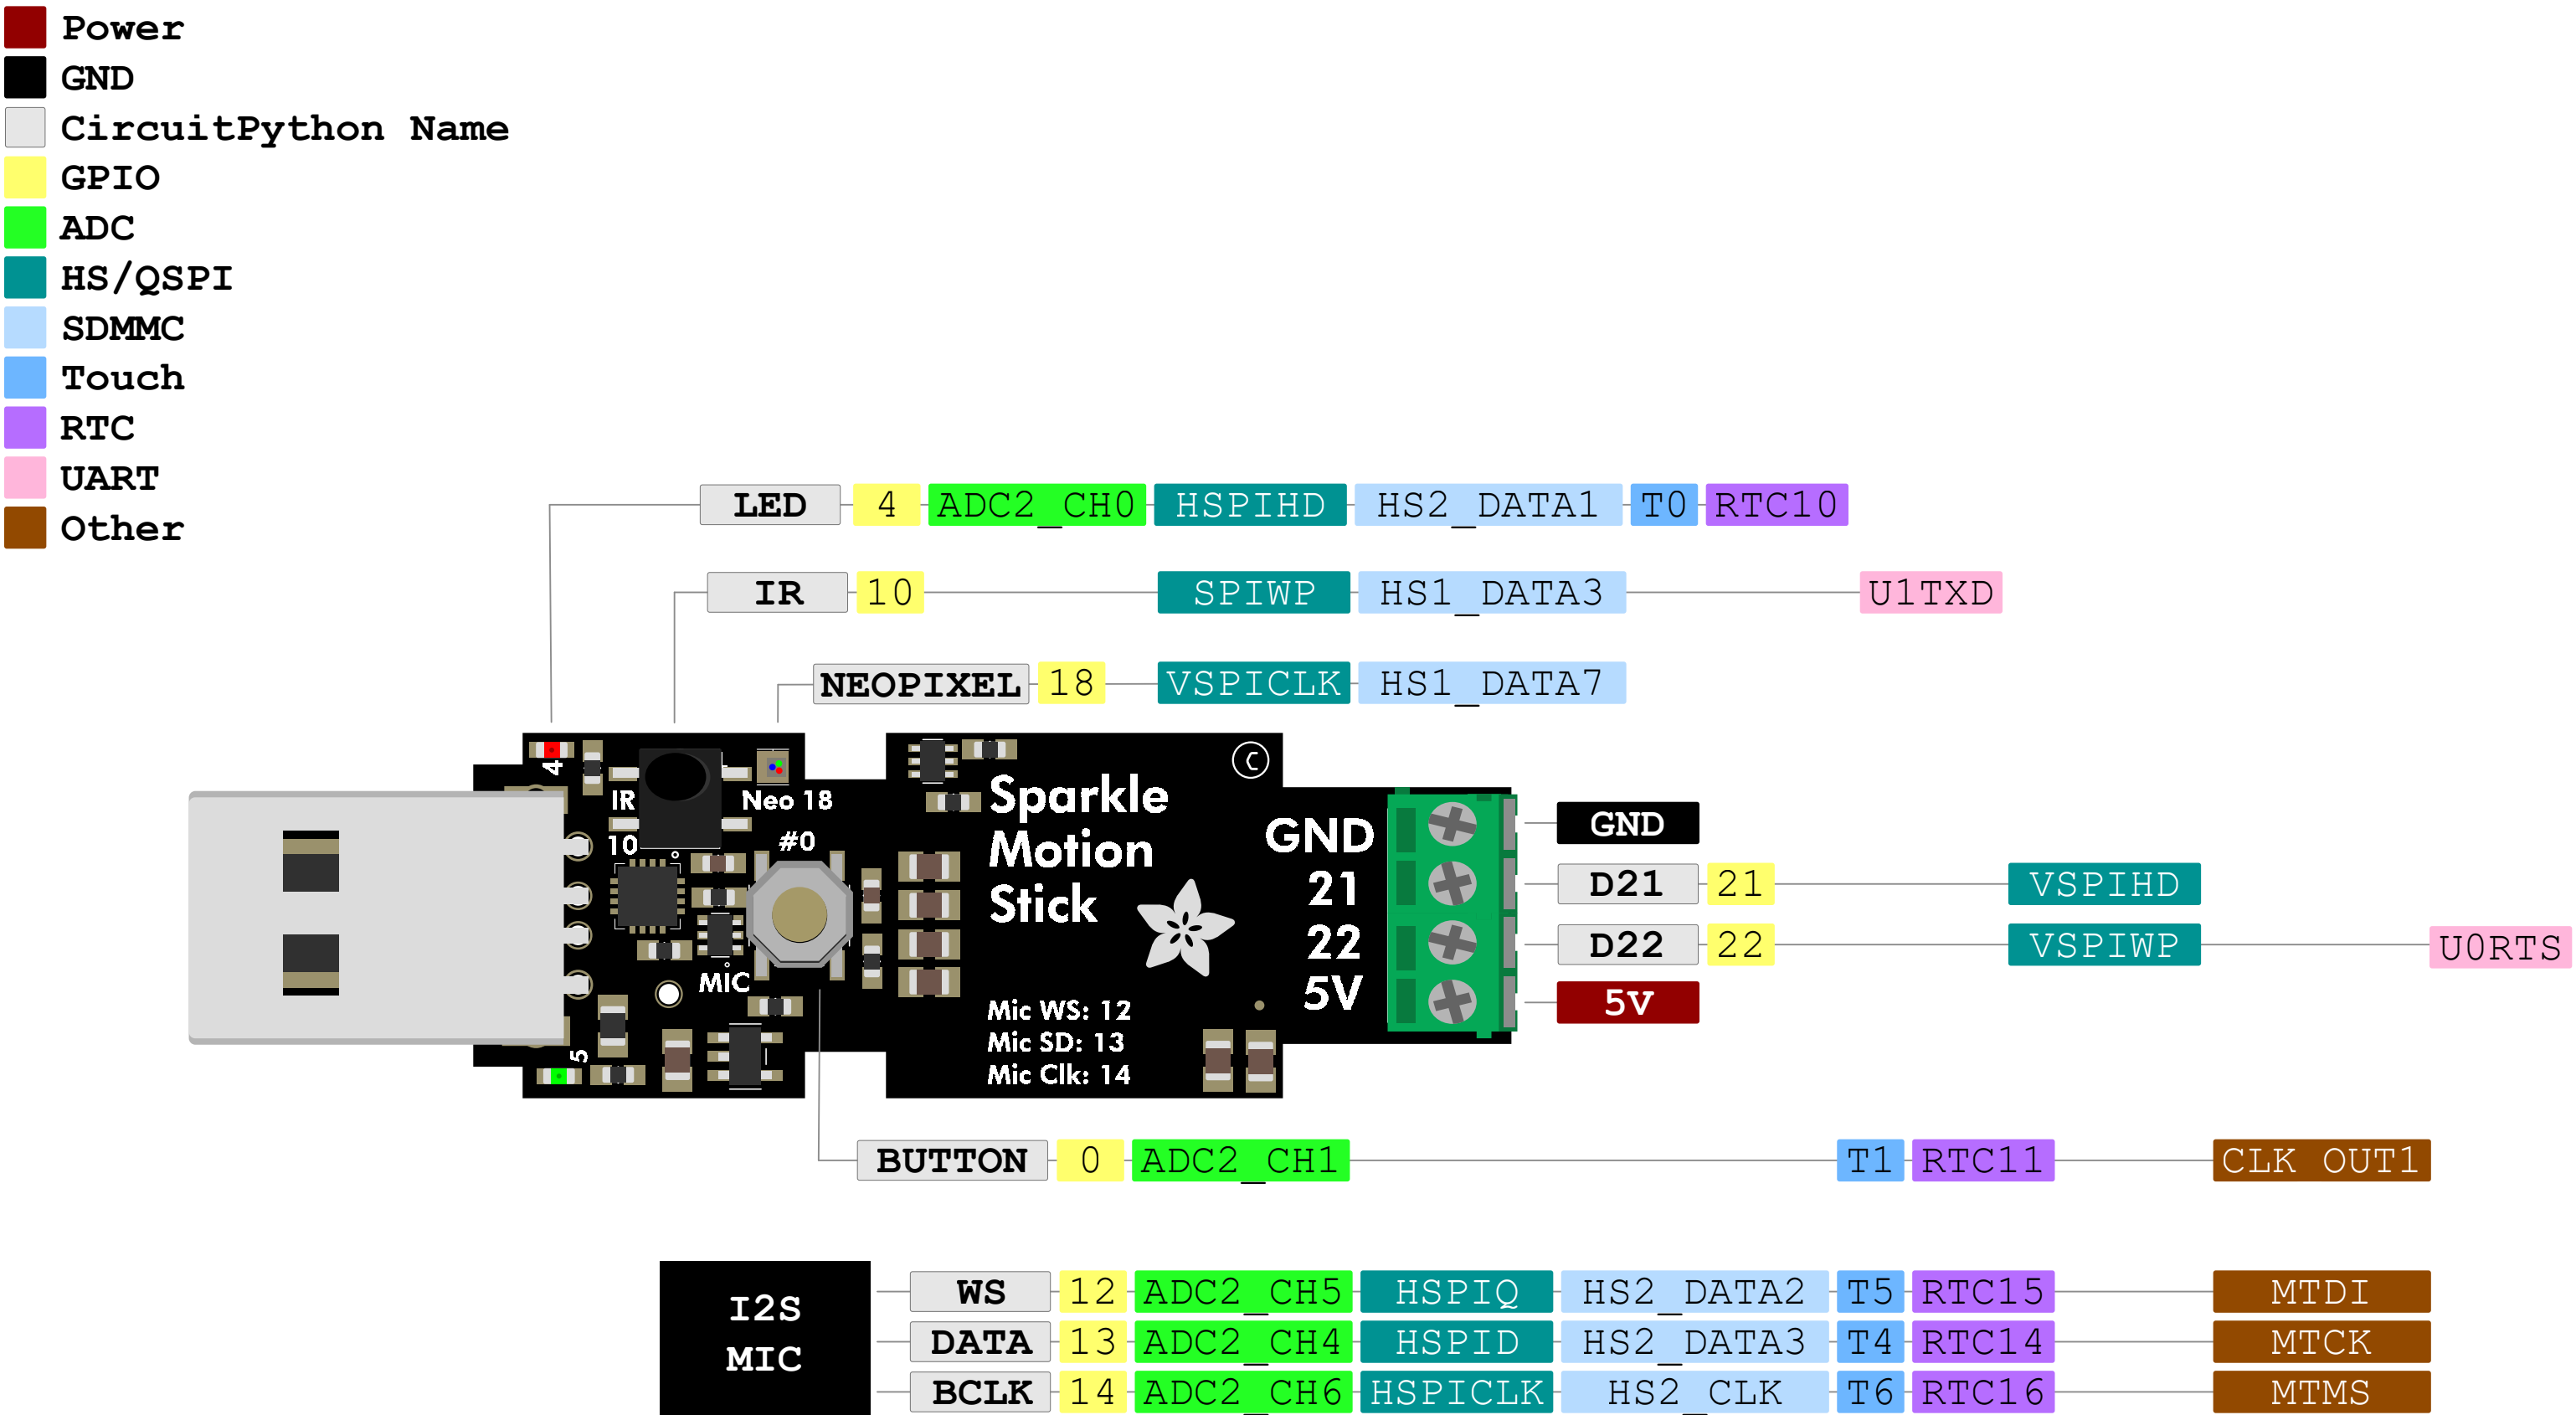 Power
GND
CircuitPython Name
GPIO
ADC
HS/QSPI
SDMMC
Touch
RTC
UART
Other
LED 4 ADC2_CH0 HSPIHD HS2_DATA1 T0 RTC10
IR 10 SPIWP HS1_DATA3 U1TXD
NEOPIXEL 18 VSPICLK HS1_DATA7
4
IR
10
Neo 18
#0
MIC
5
Sparkle
Motion
Stick
Mic WS: 12
Mic SD: 13
Mic Clk: 14
GND
21
22
5V
GND
D21 21 VSPIHD
D22 22 VSPIWP U0RTS
5V
BUTTON 0 ADC2_CH1 T1 RTC11 CLK OUT1
I2S
MIC
WS 12 ADC2_CH5 HSPIQ HS2_DATA2 T5 RTC15 MTDI
DATA 13 ADC2_CH4 HSPID HS2_DATA3 T4 RTC14 MTCK
BCLK 14 ADC2_CH6 HSPICLK HS2_CLK T6 RTC16 MTMS